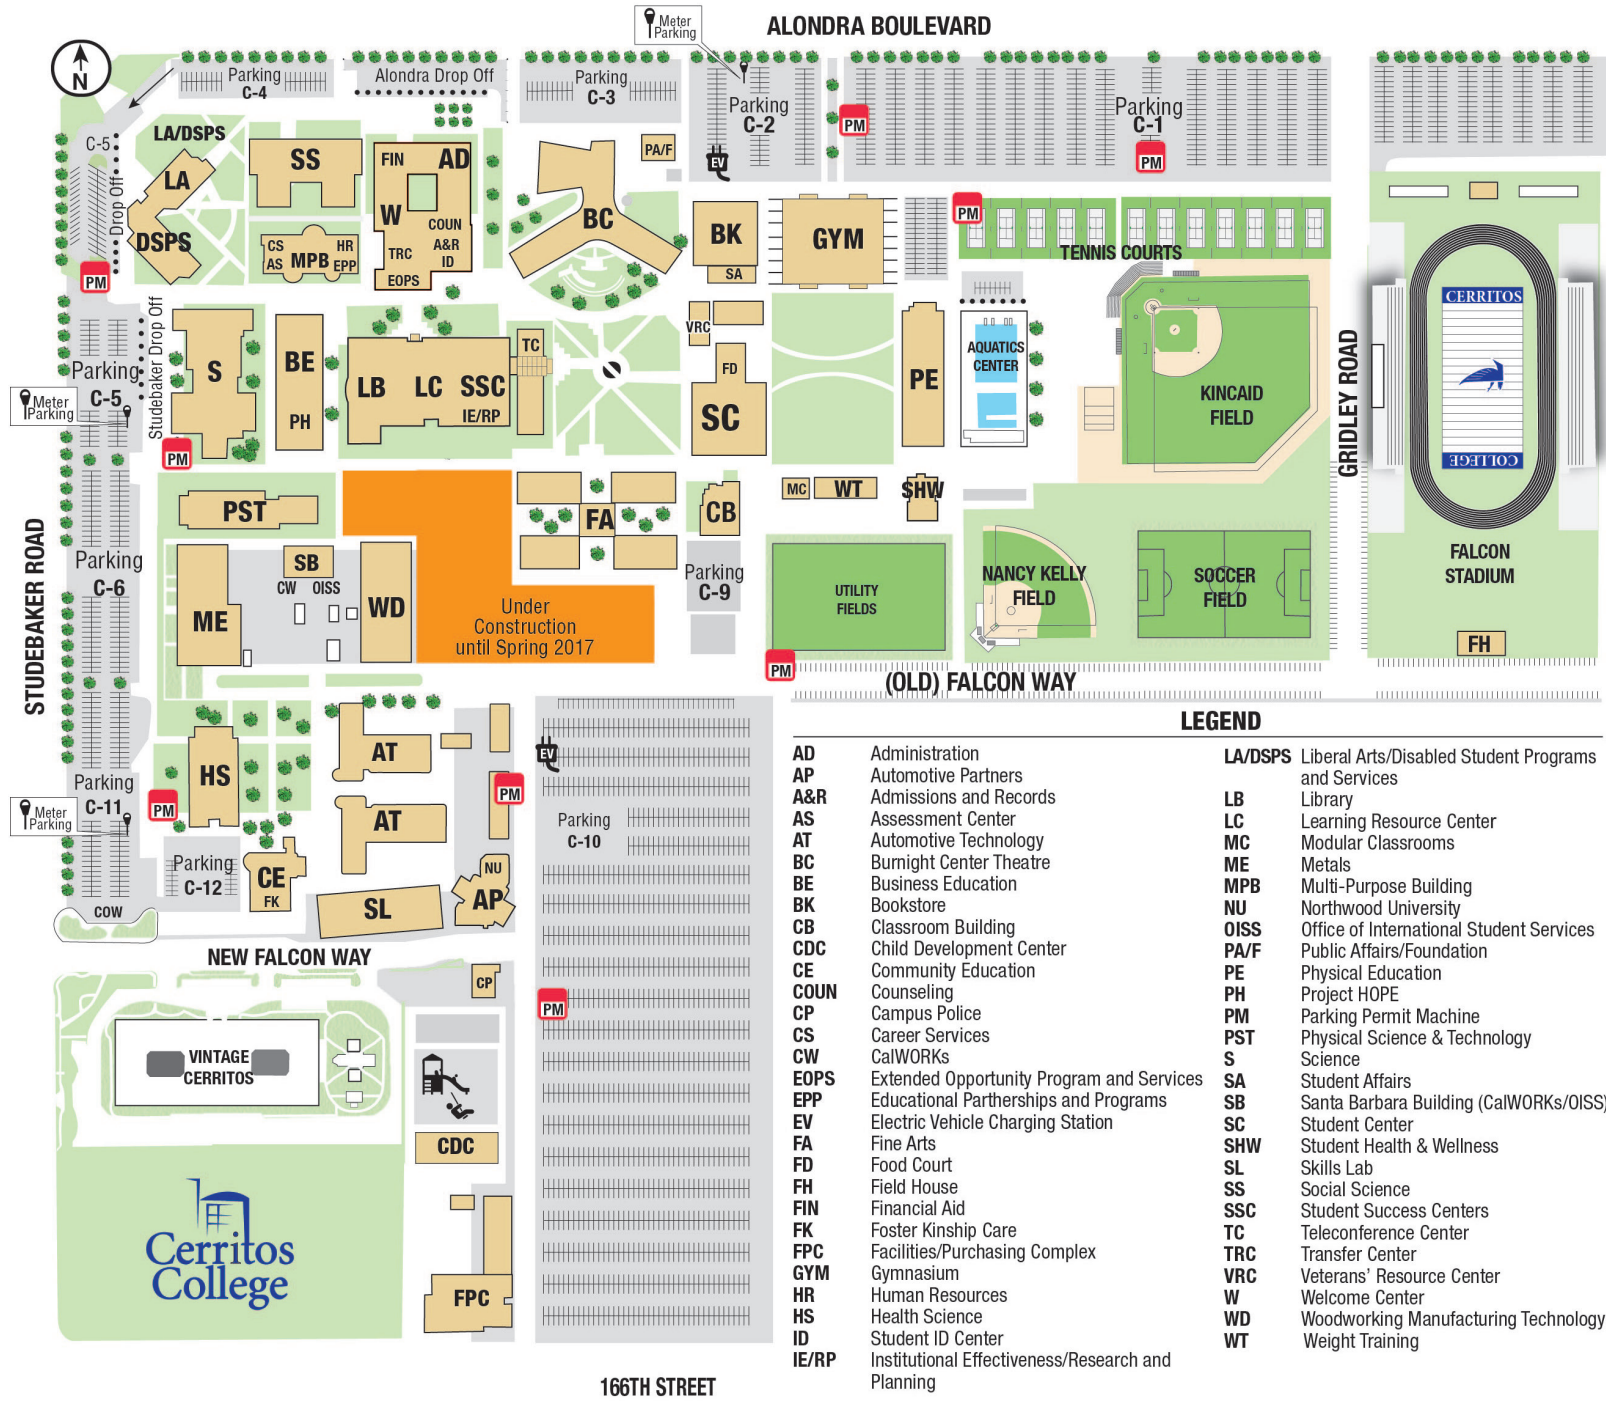 ALONDRA BOULEVARD
Meter
Parking
N
Parking
C-4
Alondra Drop Off
Parking
C-3
Parking
C-2
Parking
C-1
PM
PM
EV
C-5
LA/DSPS
LA
DSPS
Drop Off
PM
SS
FIN
AD
W
COUN
TRC
A&R
ID
EOPS
CS
AS
MPB
HR
EPP
PA/F
BC
BK
SA
GYM
PM
TENNIS COURTS
Studebaker Drop Off
Parking
C-5
Meter
Parking
PM
S
BE
PH
LB
LC
SSC
IE/RP
TC
VRC
FD
SC
PE
AQUATICS
CENTER
KINCAID
FIELD
GRIDLEY ROAD
CERRITOS
COLLEGE
FALCON
STADIUM
FH
STUDEBAKER ROAD
Parking
C-6
PST
ME
SB
CW
OISS
WD
Under
Construction
until Spring 2017
FA
CB
Parking
C-9
MC
WT
SHW
UTILITY
FIELDS
NANCY KELLY
FIELD
SOCCER
FIELD
PM
(OLD) FALCON WAY
Parking
C-11
Meter
Parking
PM
HS
AT
AT
PM
EV
Parking
C-10
Parking
C-12
CE
FK
SL
NU
AP
COW
NEW FALCON WAY
CP
PM
VINTAGE
CERRITOS
CDC
FPC
Cerritos
College
166TH STREET
LEGEND
AD Administration
AP Automotive Partners
A&R Admissions and Records
AS Assessment Center
AT Automotive Technology
BC Burnight Center Theatre
BE Business Education
BK Bookstore
CB Classroom Building
CDC Child Development Center
CE Community Education
COUN Counseling
CP Campus Police
CS Career Services
CW CalWORKs
EOPS Extended Opportunity Program and Services
EPP Educational Partherships and Programs
EV Electric Vehicle Charging Station
FA Fine Arts
FD Food Court
FH Field House
FIN Financial Aid
FK Foster Kinship Care
FPC Facilities/Purchasing Complex
GYM Gymnasium
HR Human Resources
HS Health Science
ID Student ID Center
IE/RP Institutional Effectiveness/Research and
Planning
LA/DSPS Liberal Arts/Disabled Student Programs
and Services
LB Library
LC Learning Resource Center
MC Modular Classrooms
ME Metals
MPB Multi-Purpose Building
NU Northwood University
OISS Office of International Student Services
PA/F Public Affairs/Foundation
PE Physical Education
PH Project HOPE
PM Parking Permit Machine
PST Physical Science & Technology
S Science
SA Student Affairs
SB Santa Barbara Building (CalWORKs/OISS)
SC Student Center
SHW Student Health & Wellness
SL Skills Lab
SS Social Science
SSC Student Success Centers
TC Teleconference Center
TRC Transfer Center
VRC Veterans' Resource Center
W Welcome Center
WD Woodworking Manufacturing Technology
WT Weight Training